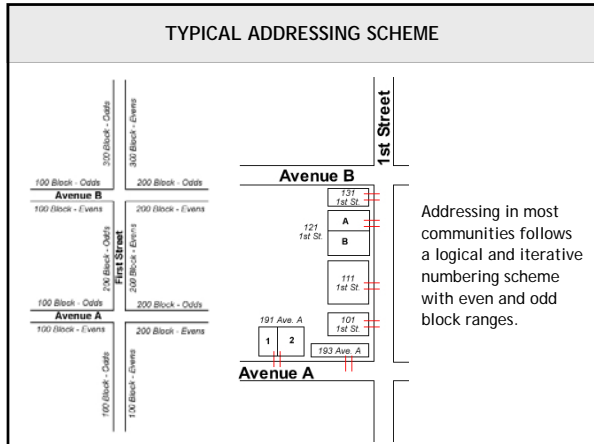 TYPICAL ADDRESSING SCHEME
300 Block - Odds
300 Block - Evens
100 Block - Odds
200 Block - Odds
Avenue B
100 Block - Evens
200 Block - Evens
200 Block - Odds
First Street
200 Block - Evens
100 Block - Odds
200 Block - Odds
Avenue A
100 Block - Evens
200 Block - Evens
100 Block - Odds
100 Block - Evens
1st Street
Avenue B
131
1st St.
121
1st St.
A
B
111
1st St.
101
1st St.
191 Ave. A
1
2
193 Ave. A
Avenue A
Addressing in most
communities follows
a logical and iterative
numbering scheme
with even and odd
block ranges.